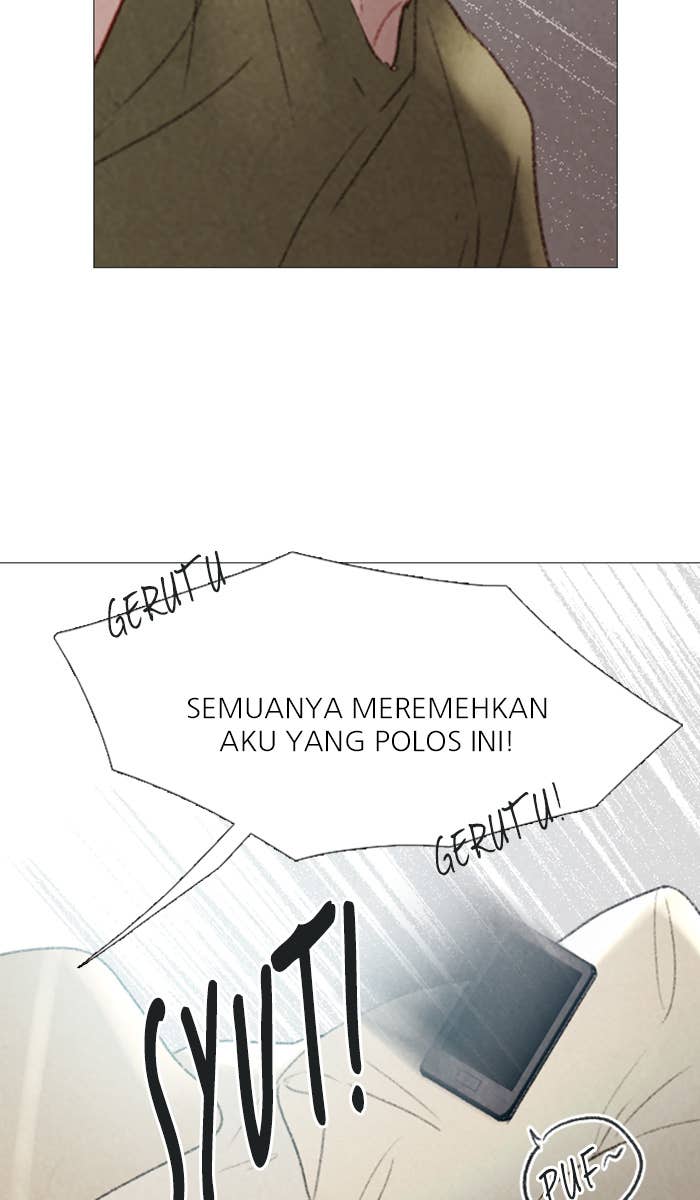 GERUTU
SEMUANYA MEREMEHKAN
AKU YANG POLOS INI!
GERUTU!
SYUT!
PUF~